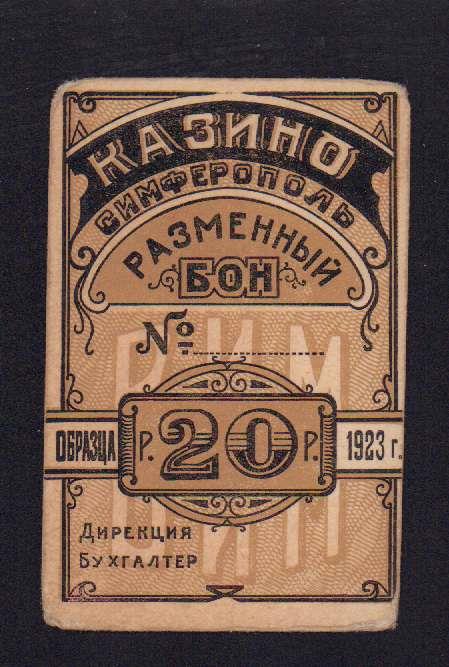 КАЗИНО
СИМФЕРОПОЛЬ
РАЗМЕННЫЙ
БОН
№
ОБРАЗЦА Р. 20 Р. 1923 г.
ДИРЕКЦИЯ
БУХГАЛТЕР